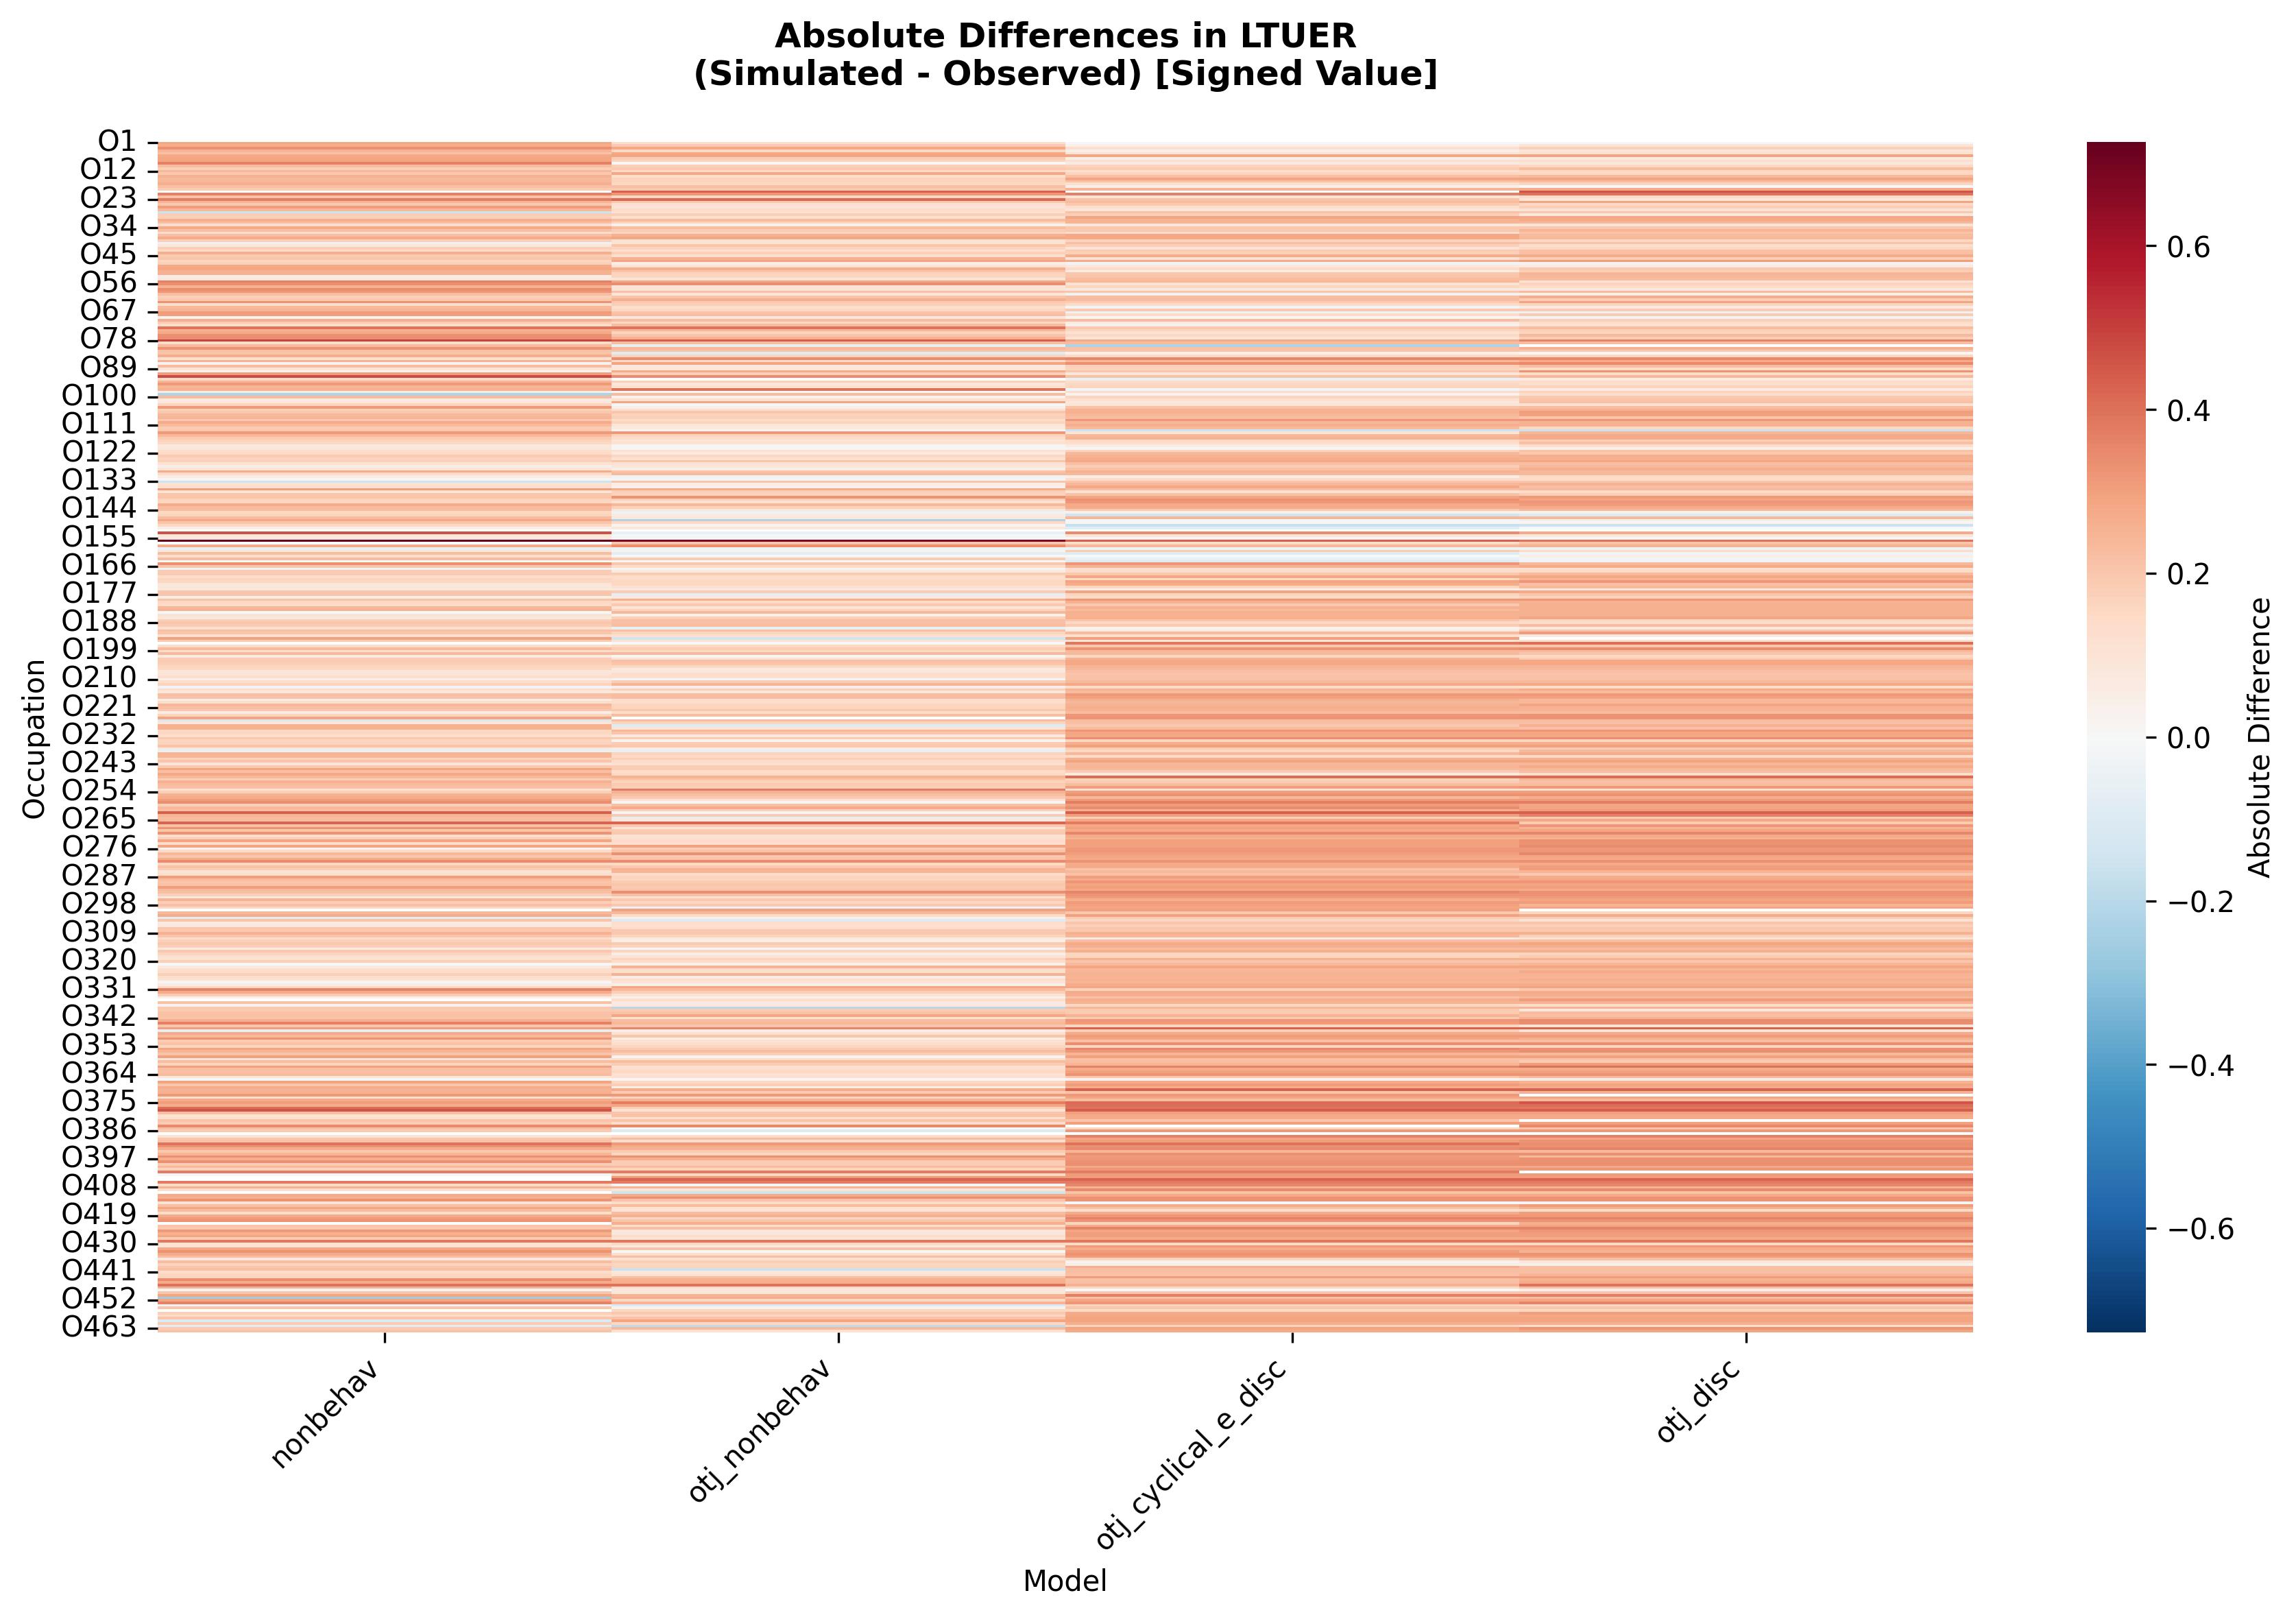 Absolute Differences in LTUER
(Simulated - Observed) [Signed Value]
Occupation
O1
O12
O23
O34
O45
O56
O67
O78
O89
O100
O111
O122
O133
O144
O155
O166
O177
O188
O199
O210
O221
O232
O243
O254
O265
O276
O287
O298
O309
O320
O331
O342
O353
O364
O375
O386
O397
O408
O419
O430
O441
O452
O463
nonbehav
otj_nonbehav
otj_cyclical_e_disc
otj_disc
Model
0.6
0.4
0.2
0.0
−0.2
−0.4
−0.6
Absolute Difference